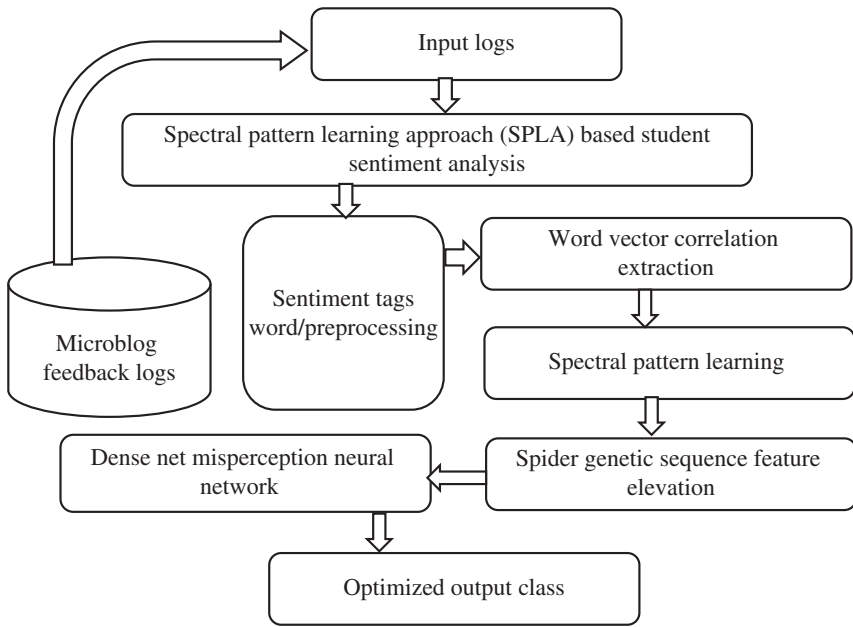 Input logs
Spectral pattern learning approach (SPLA) based student
sentiment analysis
Word vector correlation
extraction
Sentiment tags
word/preprocessing
Microblog
feedback logs
Spectral pattern learning
Spider genetic sequence feature
elevation
Dense net misperception neural
network
Optimized output class